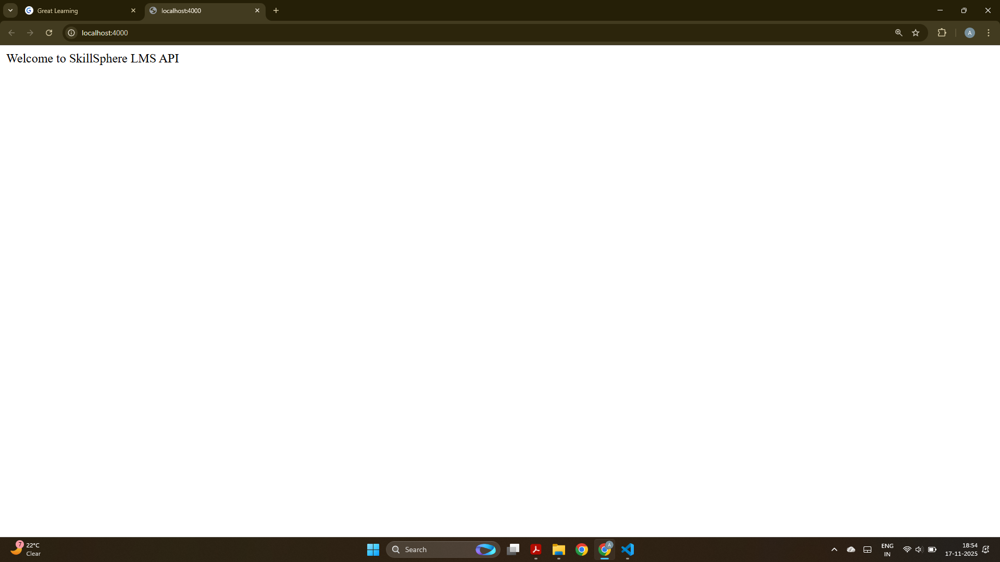 Great Learning
localhost:4000
localhost:4000
A
Welcome to SkillSphere LMS API
7
22°C
Clear
Search
A
ENG
IN
18:54
17-11-2025